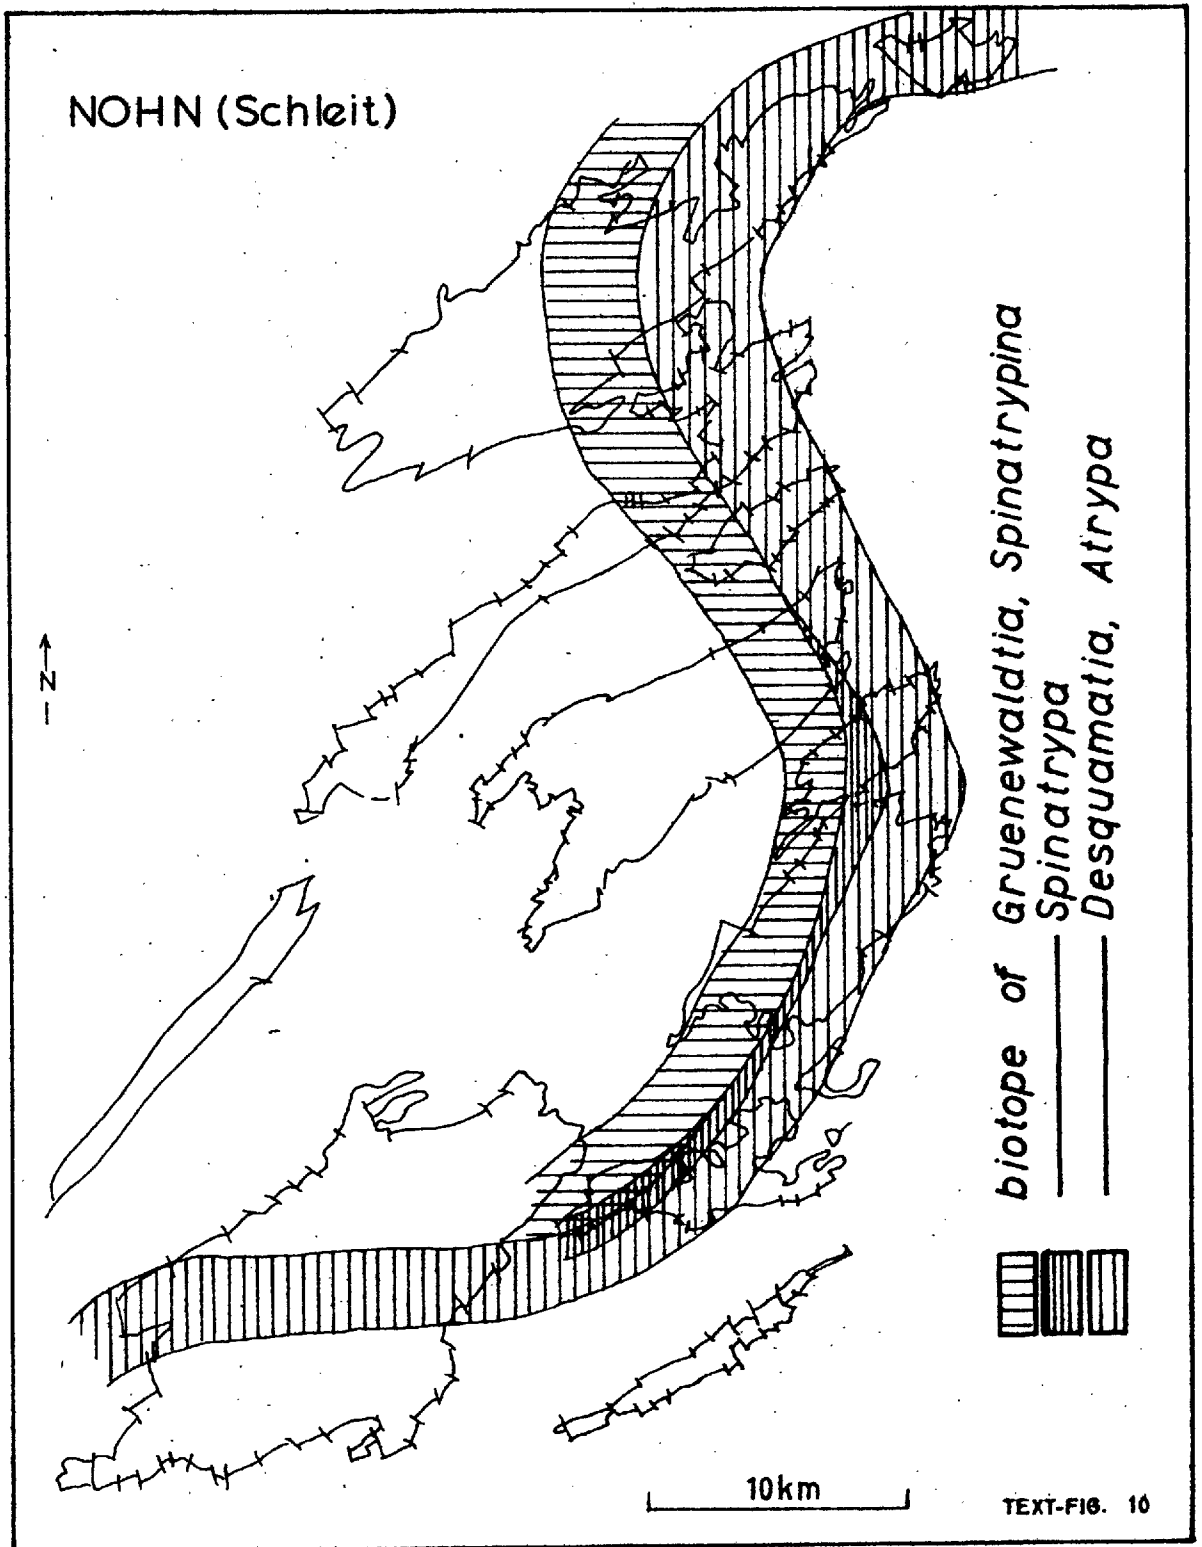 NOHN (Schleit)
N
biotope of Gruenewaldtia, Spinatrypina
Spinatrypa
Desquamatia, Atrypa
10km
TEXT-FIG. 10